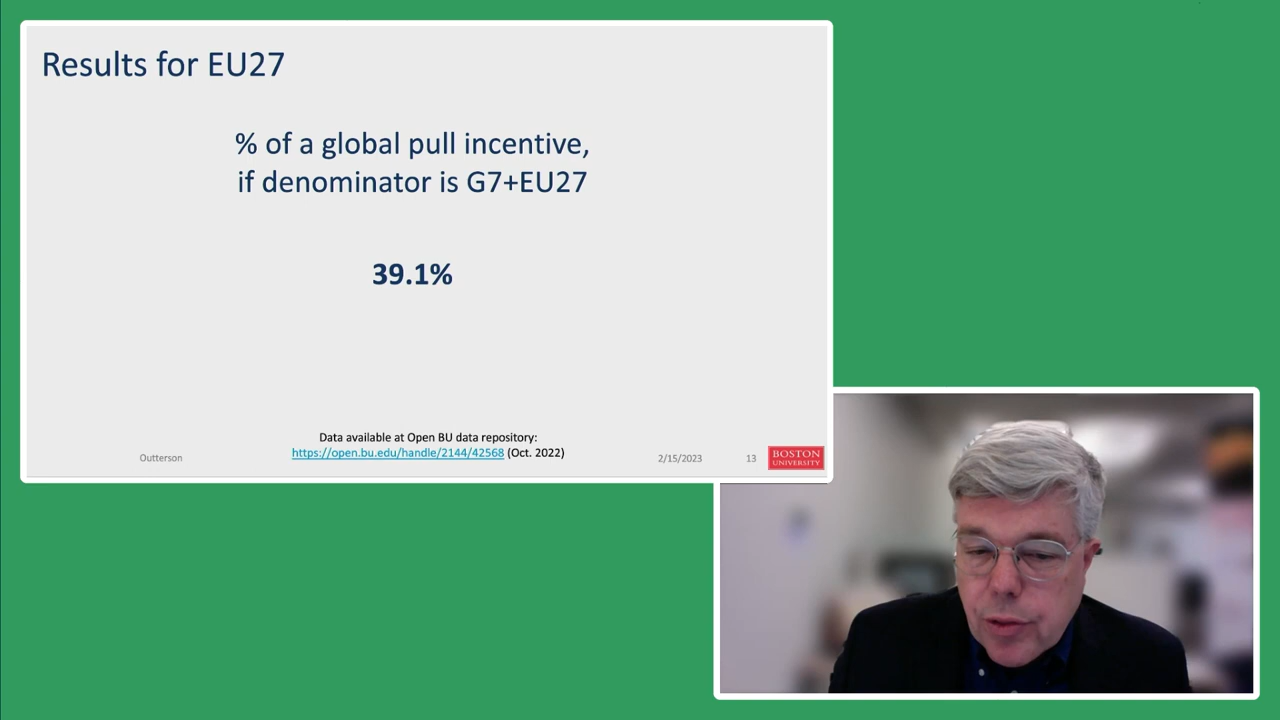 Results for EU27
% of a global pull incentive,
if denominator is G7+EU27
39.1%
Data available at Open BU data repository:
https://open.bu.edu/handle/2144/42568 (Oct. 2022)
Outterson
2/15/2023
13
BOSTON
UNIVERSITY